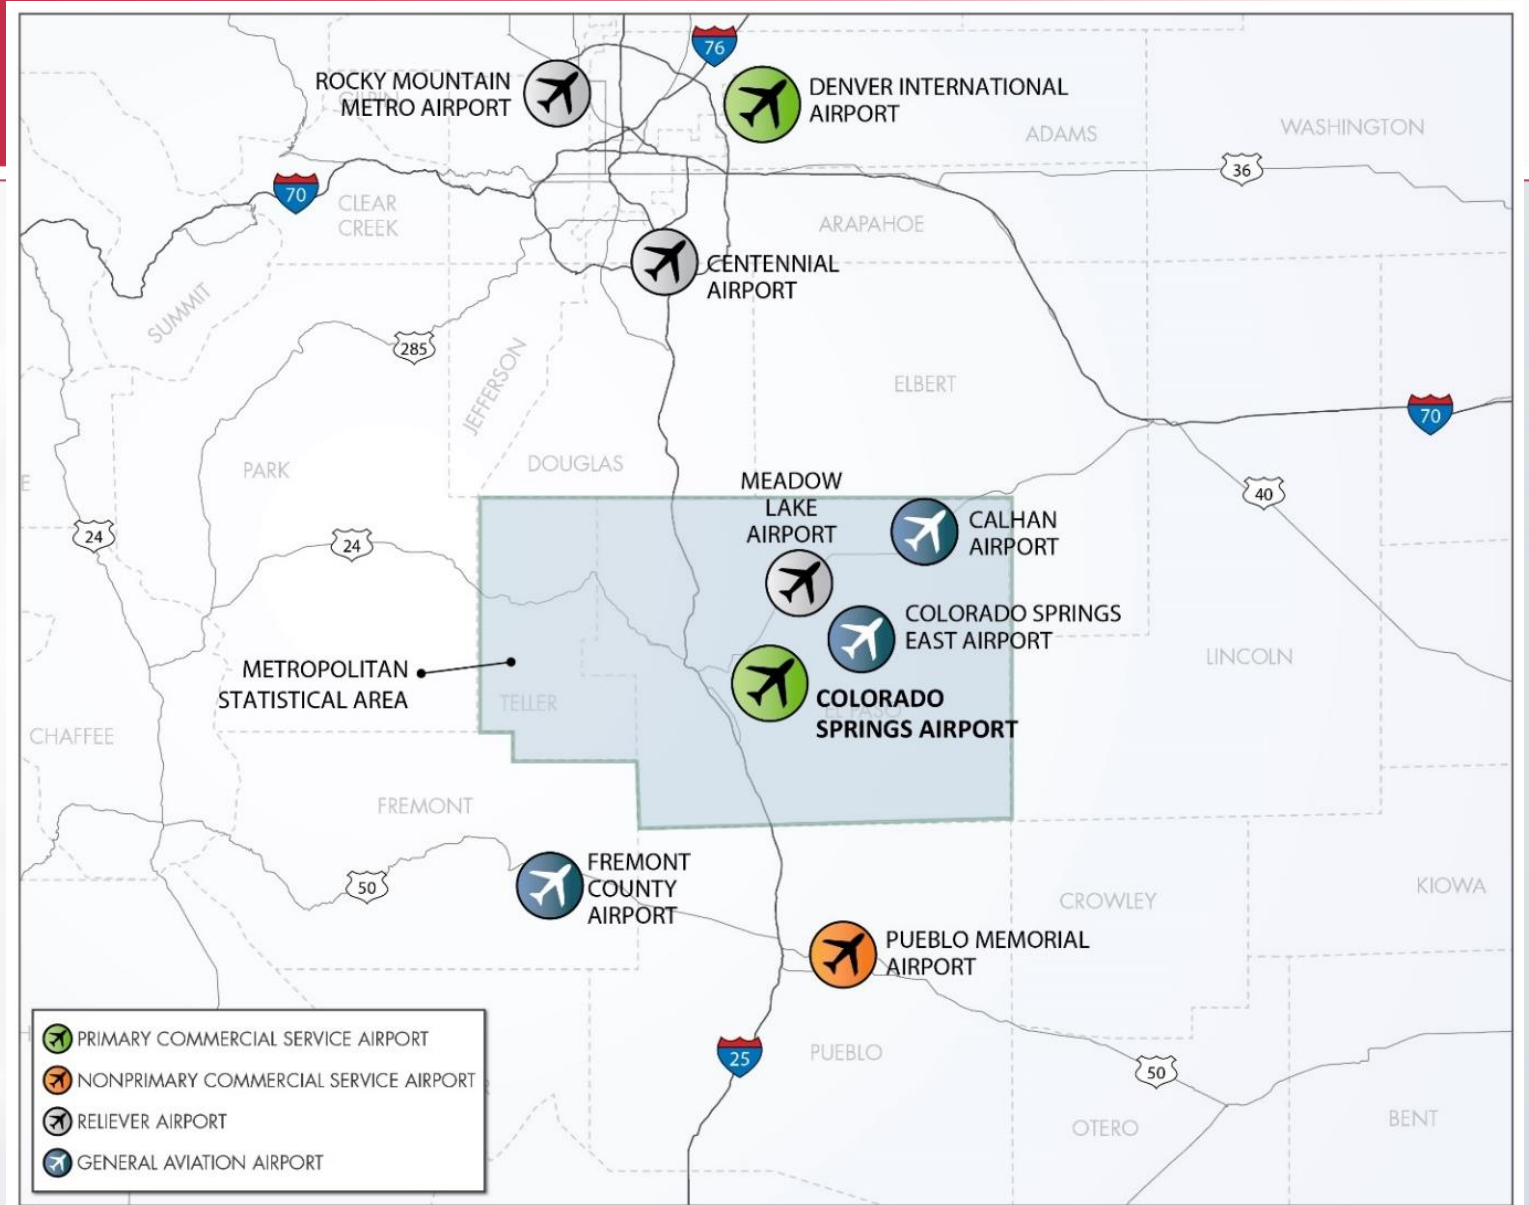 76
ROCKY MOUNTAIN
METRO AIRPORT
GILPIN
DENVER INTERNATIONAL
AIRPORT
ADAMS
WASHINGTON
36
70
CLEAR
CREEK
ARAPAHOE
CENTENNIAL
AIRPORT
SUMMIT
285
JEFFERSON
ELBERT
70
DOUGLAS
PARK
MEADOW
LAKE
AIRPORT
E
40
24
24
CALHAN
AIRPORT
COLORADO SPRINGS
EAST AIRPORT
METROPOLITAN
STATISTICAL AREA
LINCOLN
TELLER
COLORADO
SPRINGS AIRPORT
EL PASO
CHAFFEE
FREMONT
FREMONT
COUNTY
AIRPORT
50
CROWLEY
KIOWA
PUEBLO MEMORIAL
AIRPORT
PRIMARY COMMERCIAL SERVICE AIRPORT
NONPRIMARY COMMERCIAL SERVICE AIRPORT
RELIEVER AIRPORT
GENERAL AVIATION AIRPORT
25
PUEBLO
50
OTERO
BENT